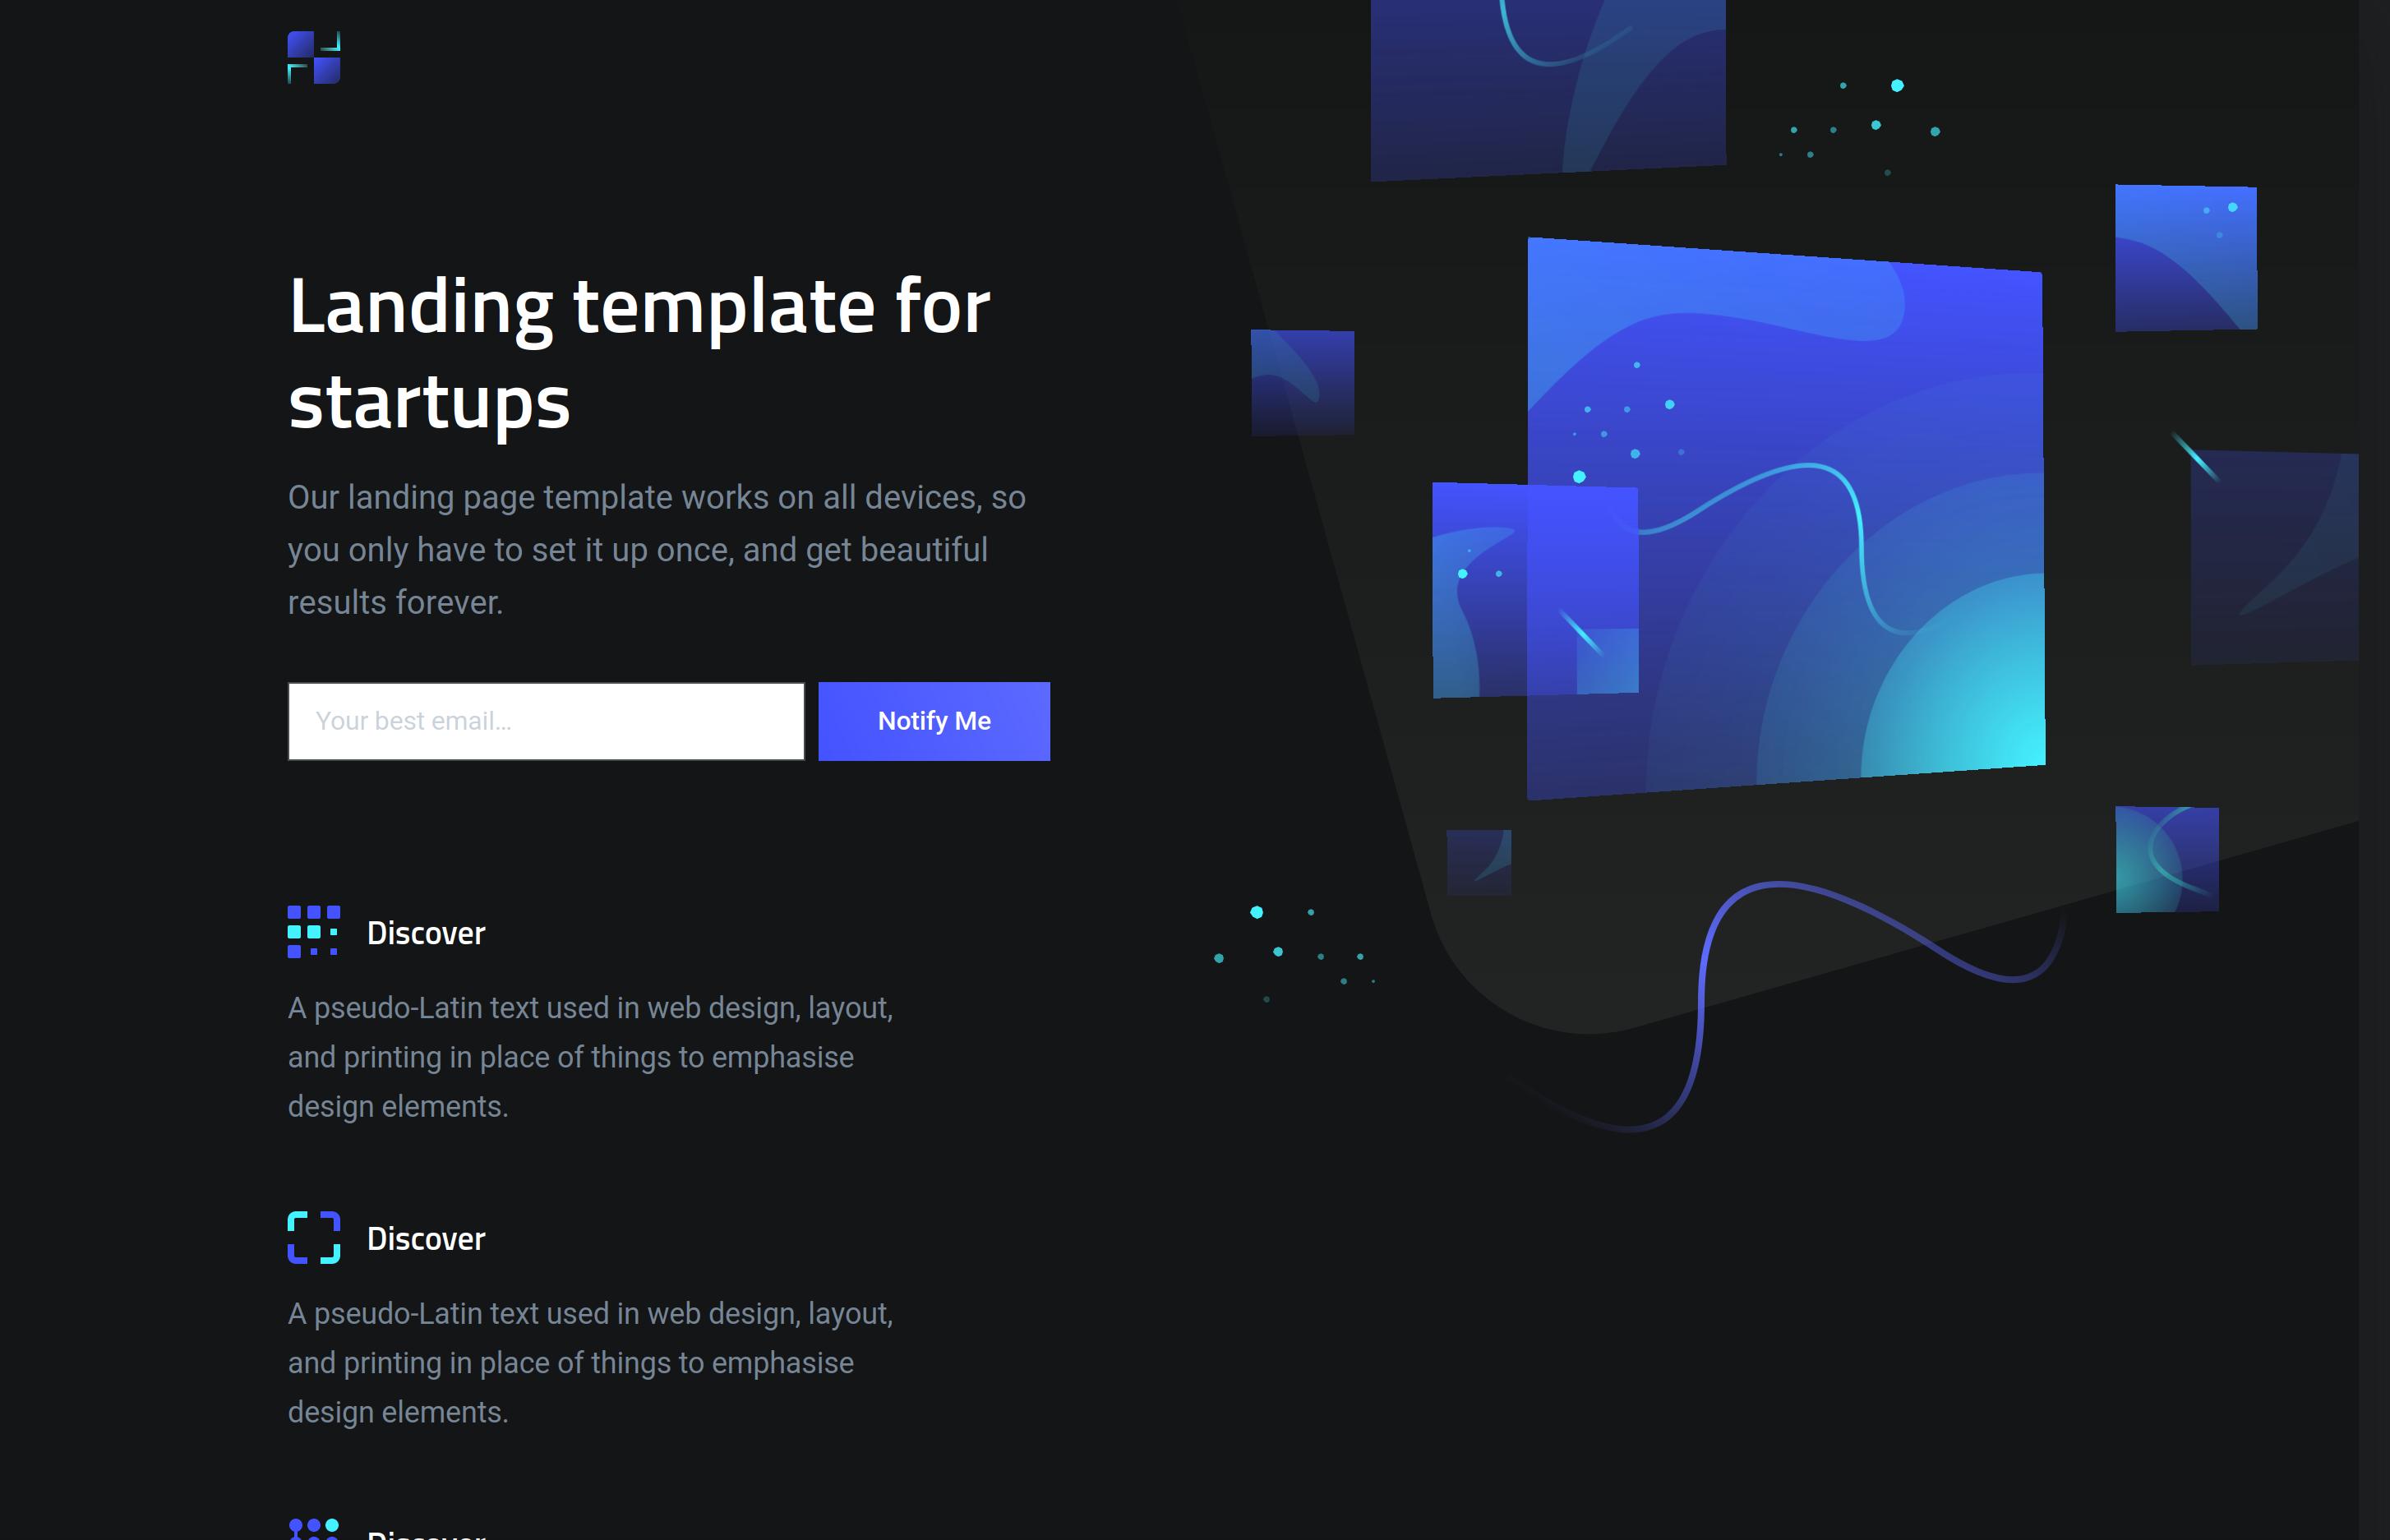 Landing template for
startups
Our landing page template works on all devices, so
you only have to set it up once, and get beautiful
results forever.
Your best email...
Notify Me
Discover
A pseudo-Latin text used in web design, layout,
and printing in place of things to emphasise
design elements.
Discover
A pseudo-Latin text used in web design, layout,
and printing in place of things to emphasise
design elements.
Discover